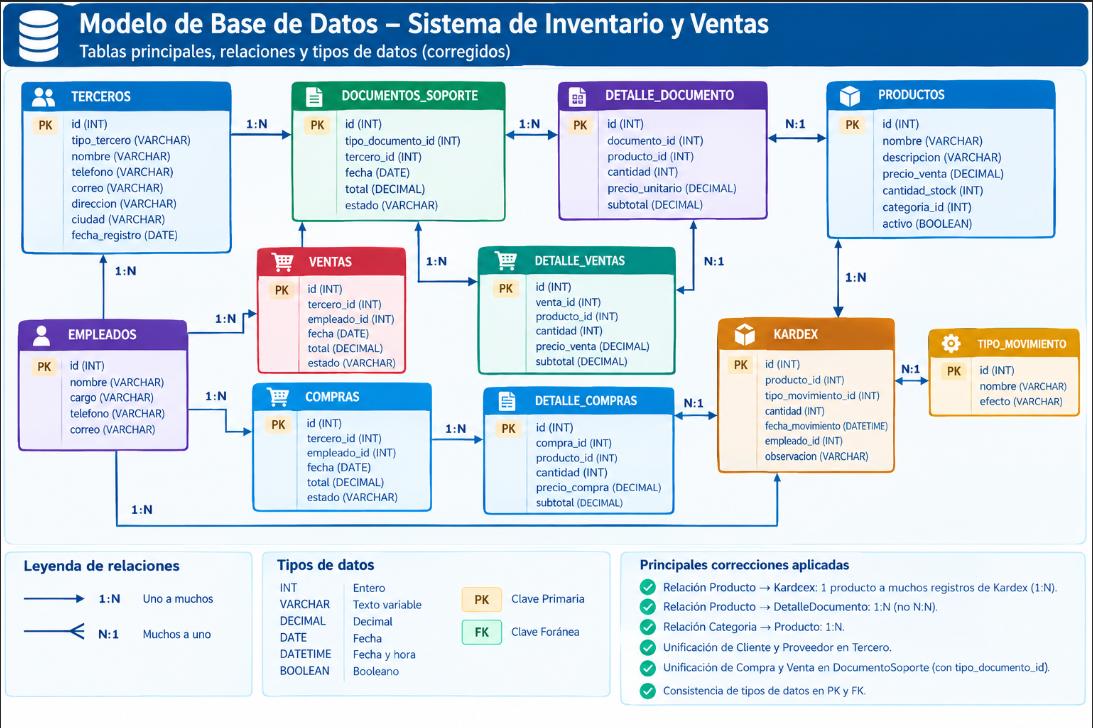 Modelo de Base de Datos – Sistema de Inventario y Ventas
Tablas principales, relaciones y tipos de datos (corregidos)
TERCEROS
PK id (INT)
tipo_tercero (VARCHAR)
nombre (VARCHAR)
telefono (VARCHAR)
correo (VARCHAR)
direccion (VARCHAR)
ciudad (VARCHAR)
fecha_registro (DATE)
1:N
DOCUMENTOS_SOPORTE
PK id (INT)
tipo_documento_id (INT)
tercero_id (INT)
fecha (DATE)
total (DECIMAL)
estado (VARCHAR)
1:N
DETALLE_DOCUMENTO
PK id (INT)
documento_id (INT)
producto_id (INT)
cantidad (INT)
precio_unitario (DECIMAL)
subtotal (DECIMAL)
N:1
PRODUCTOS
PK id (INT)
nombre (VARCHAR)
descripcion (VARCHAR)
precio_venta (DECIMAL)
cantidad_stock (INT)
categoria_id (INT)
activo (BOOLEAN)
1:N
VENTAS
PK id (INT)
tercero_id (INT)
empleado_id (INT)
fecha (DATE)
total (DECIMAL)
estado (VARCHAR)
1:N
DETALLE_VENTAS
PK id (INT)
venta_id (INT)
producto_id (INT)
cantidad (INT)
precio_venta (DECIMAL)
subtotal (DECIMAL)
N:1
1:N
EMPLEADOS
PK id (INT)
nombre (VARCHAR)
cargo (VARCHAR)
telefono (VARCHAR)
correo (VARCHAR)
1:N
1:N
1:N
COMPRAS
PK id (INT)
tercero_id (INT)
empleado_id (INT)
fecha (DATE)
total (DECIMAL)
estado (VARCHAR)
1:N
DETALLE_COMPRAS
PK id (INT)
compra_id (INT)
producto_id (INT)
cantidad (INT)
precio_compra (DECIMAL)
subtotal (DECIMAL)
N:1
KARDEX
PK id (INT)
producto_id (INT)
tipo_movimiento_id (INT)
cantidad (INT)
fecha_movimiento (DATETIME)
empleado_id (INT)
observacion (VARCHAR)
N:1
TIPO_MOVIMIENTO
PK id (INT)
nombre (VARCHAR)
efecto (VARCHAR)
Leyenda de relaciones
1:N Uno a muchos
N:1 Muchos a uno
Tipos de datos
INT Entero
VARCHAR Texto variable
DECIMAL Decimal
DATE Fecha
DATETIME Fecha y hora
BOOLEAN Booleano
PK Clave Primaria
FK Clave Foránea
Principales correcciones aplicadas
Relación Producto → Kardeex: 1 producto a muchos registros de Kardex (1:N).
Relación Producto → DetalleDocumento: 1:N (no N:N).
Relación Categoria → Producto: 1:N.
Unificación de Cliente y Proveedor en Tercero.
Unificación de Compra y Venta en DocumentoSoporte (con tipo_documento_id).
Consistencia de tipos de datos en PK y FK.